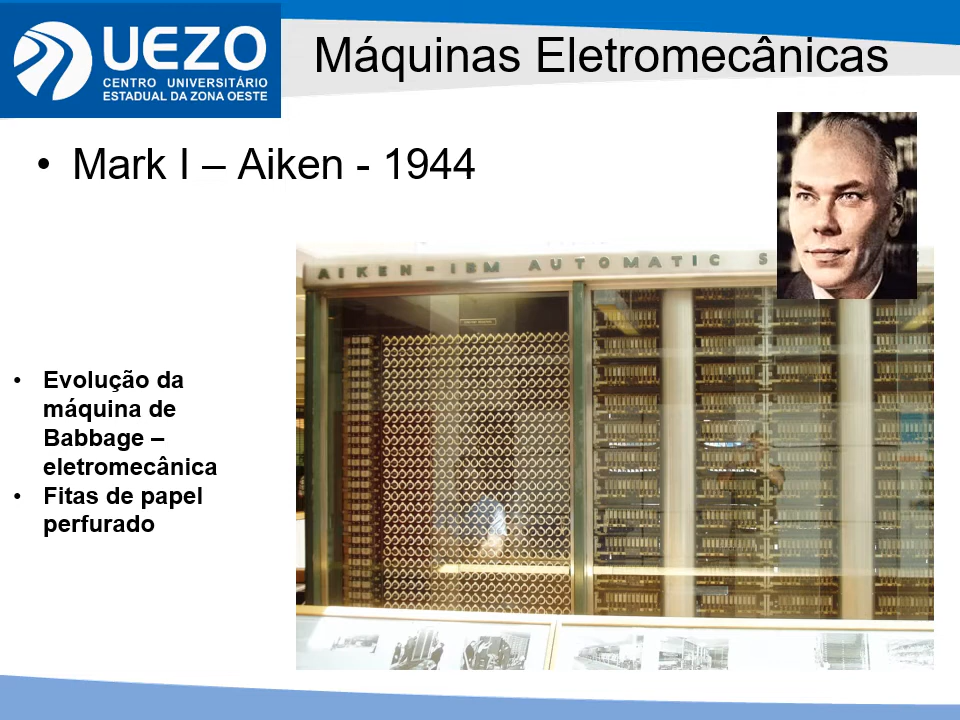 UEZO
CENTRO UNIVERSITÁRIO
ESTADUAL DA ZONA OESTE
Máquinas Eletromecânicas
• Mark I – Aiken - 1944
AIKEN - IBM AUTOMATIC S
• Evolução da
máquina de
Babbage –
eletromecânica
• Fitas de papel
perfurado